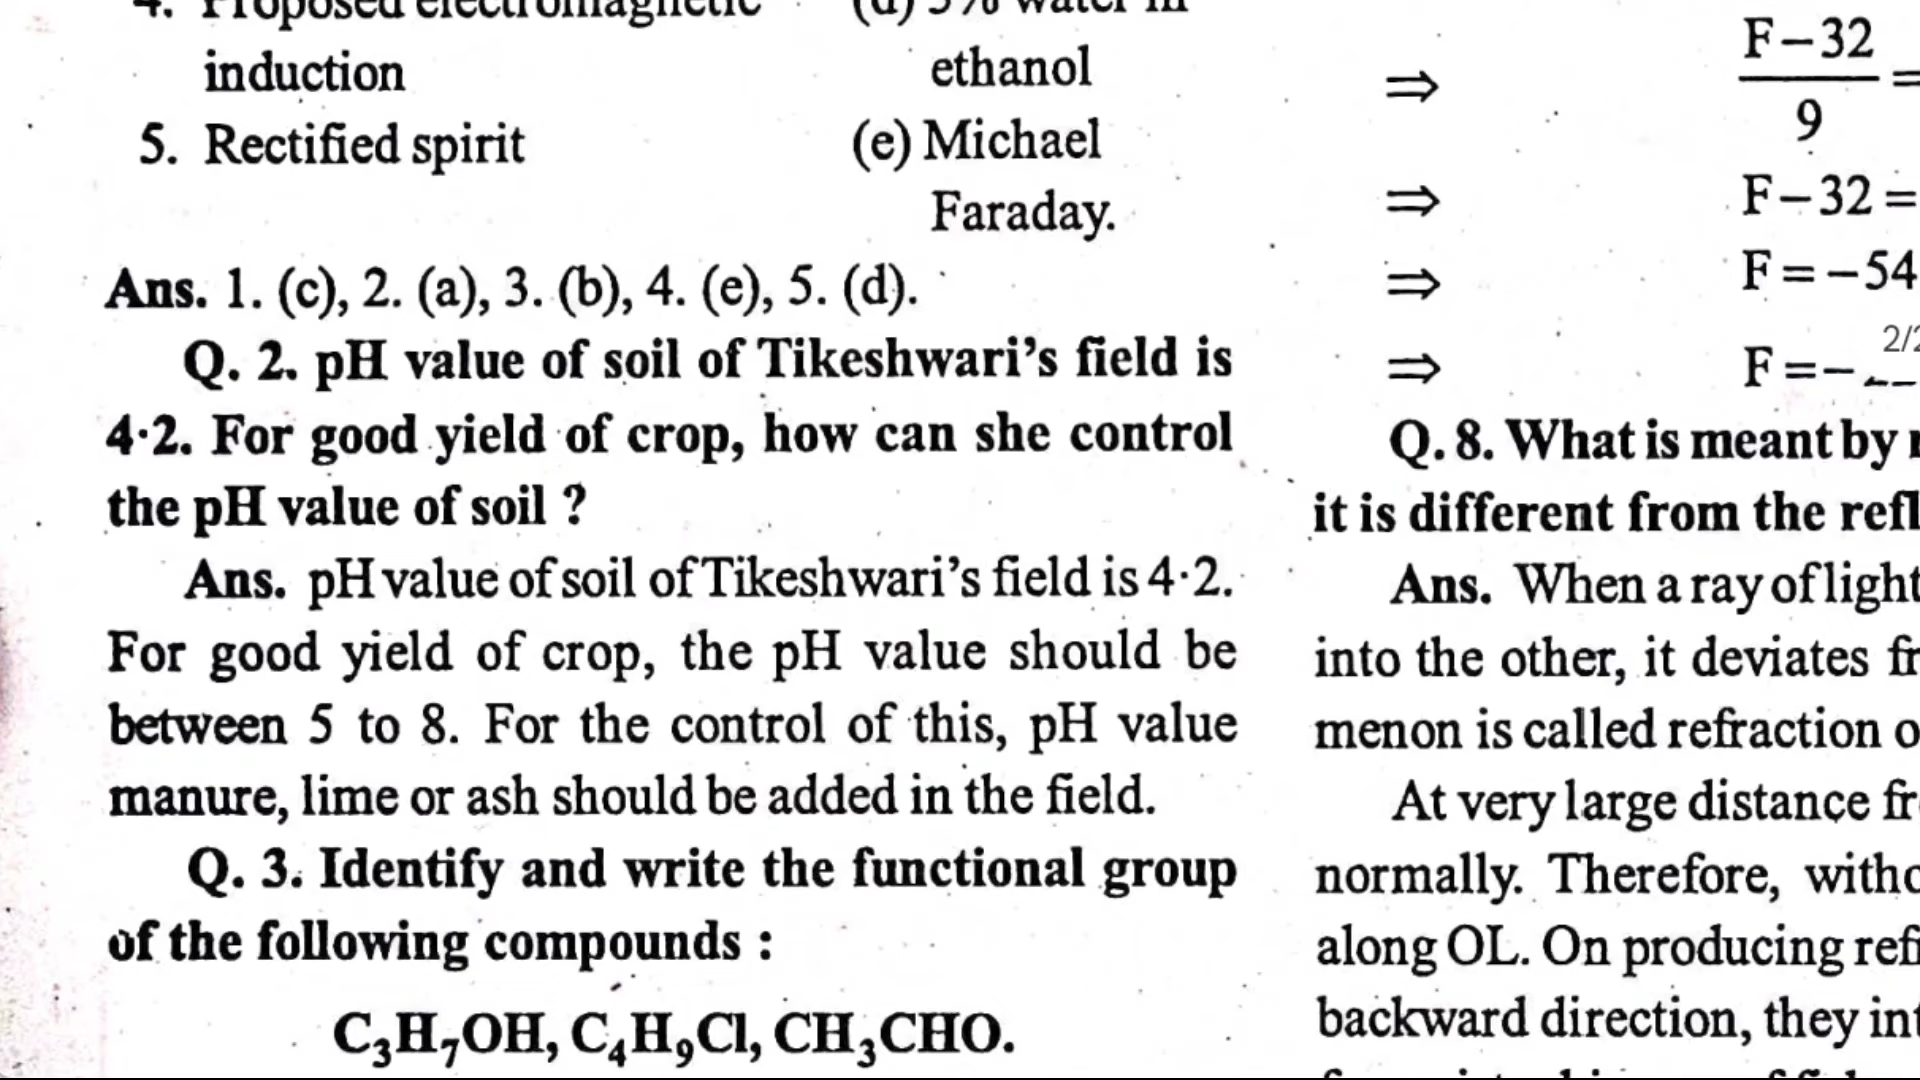 4. Proposed electromagnetic (d) 5% water in
induction ethanol
5. Rectified spirit (e) Michael
Faraday.
Ans. 1. (c), 2. (a), 3. (b), 4. (e), 5. (d).
Q. 2. pH value of soil of Tikeshwari's field is
4·2. For good yield of crop, how can she control
the pH value of soil ?
Ans. pH value of soil of Tikeshwari's field is 4·2.
For good yield of crop, the pH value should be
between 5 to 8. For the control of this, pH value
manure, lime or ash should be added in the field.
Q. 3. Identify and write the functional group
of the following compounds :
C₃H₇OH, C₄H₉Cl, CH₃CHO.
⇒ F–32
9 =
⇒ F–32 =
⇒ F = –54
⇒ F = –
Q. 8. What is meant by
it is different from the refl
Ans. When a ray of light
into the other, it deviates fr
menon is called refraction o
At very large distance fr
normally. Therefore, witho
along OL. On producing refi
backward direction, they int